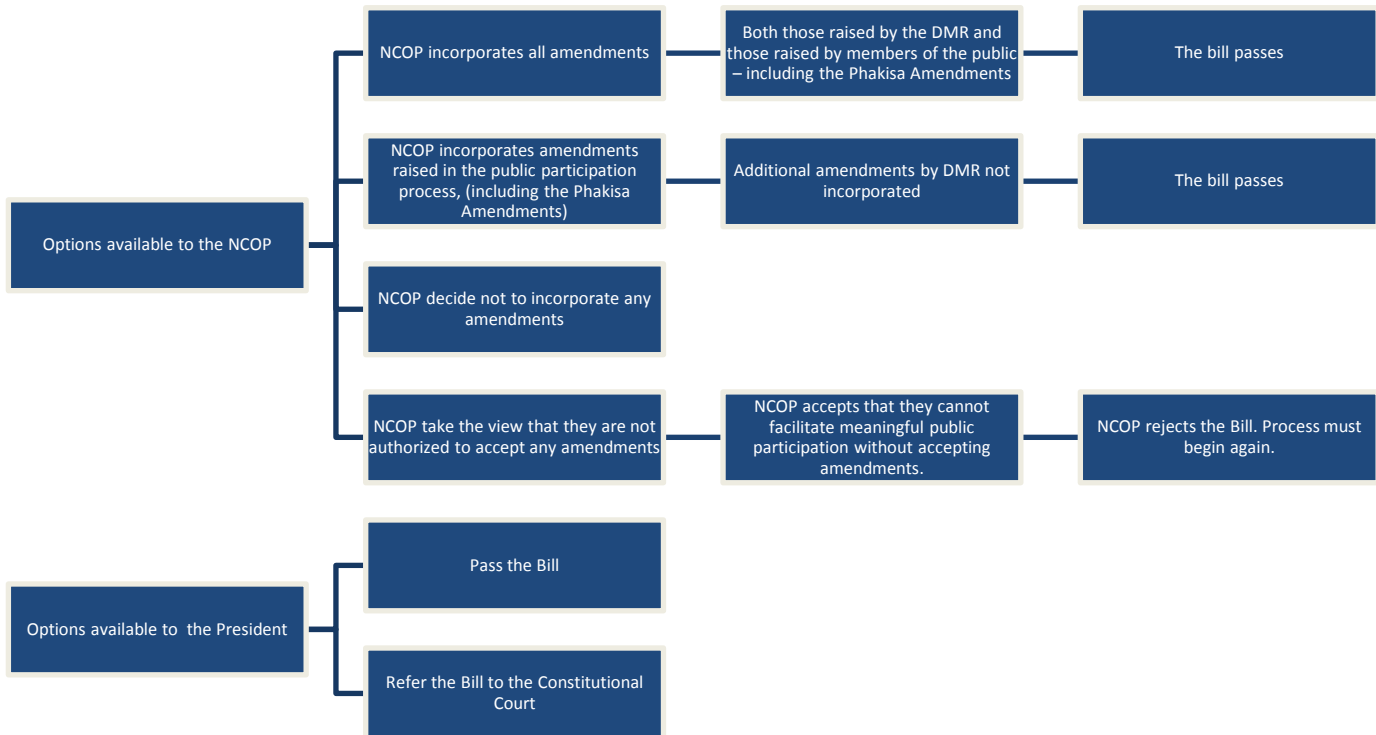 NCOP incorporates all amendments
Both those raised by the DMR and
those raised by members of the public
– including the Phakisa Amendments
The bill passes
NCOP incorporates amendments
raised in the public participation
process, (including the Phakisa
Amendments)
Additional amendments by DMR not
incorporated
The bill passes
Options available to the NCOP
NCOP decide not to incorporate any
amendments
NCOP take the view that they are not
authorized to accept any amendments
NCOP accepts that they cannot
facilitate meaningful public
participation without accepting
amendments.
NCOP rejects the Bill. Process must
begin again.
Options available to  the President
Pass the Bill
Refer the Bill to the Constitutional
Court